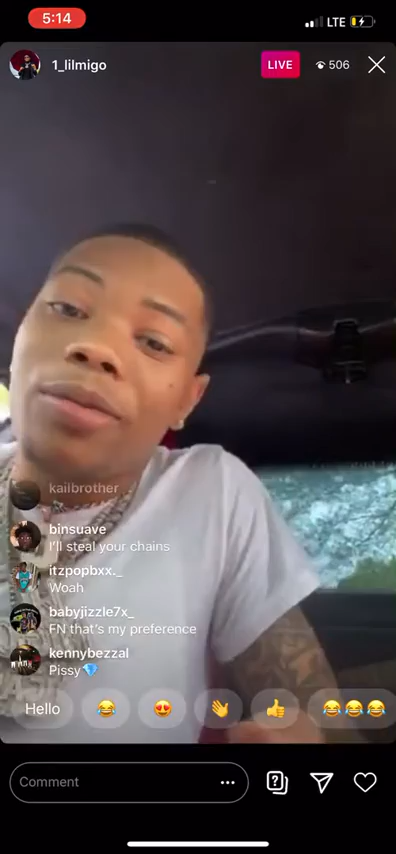 5:14
LTE
1_lilmigo
LIVE
506
kailbrother
binsuave
I'll steal your chains
itzpopbxx._
Woah
babyjizzle7x_
FN that's my preference
kennybezzal
Pissy💎
Hello 😂 😍 👋 👍 😂😂😂
Comment